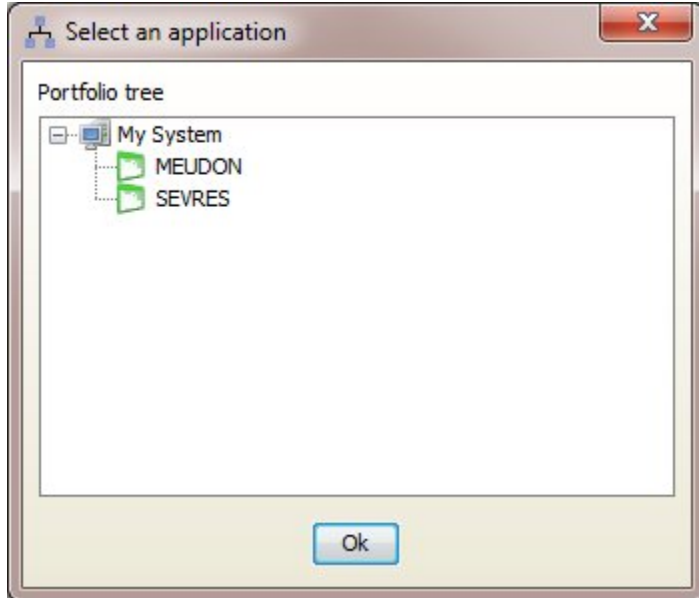 Select an application
Portfolio tree
My System
MEUDON
SEVRES
Ok